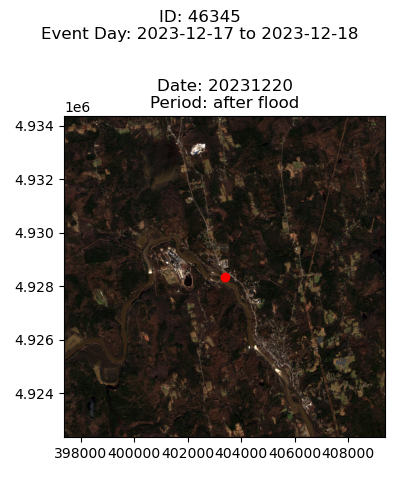 ID: 46345
Event Day: 2023-12-17 to 2023-12-18
Date: 20231220
Period: after flood
1e6
4.934
4.932
4.930
4.928
4.926
4.924
398000 400000 402000 404000 406000 408000